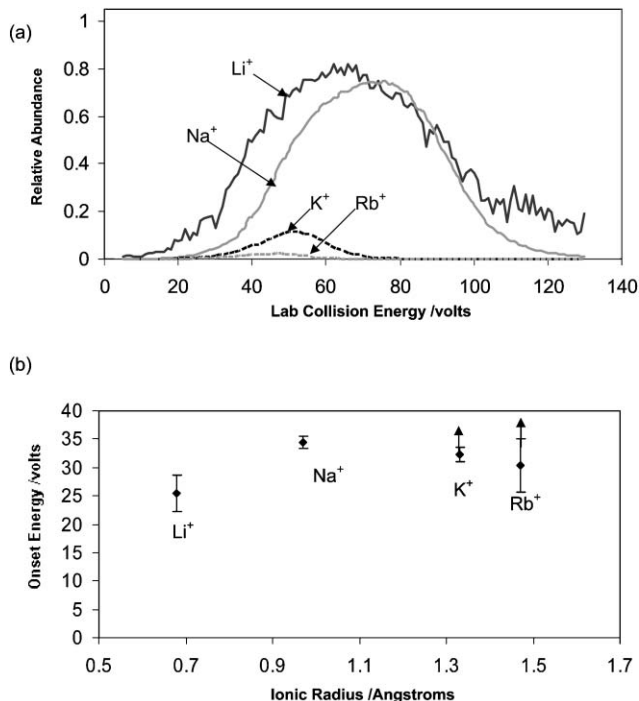 (a)
1
0.8
0.6
0.4
0.2
0
Relative Abundance
Li+
Na+
K+
Rb+
0 20 40 60 80 100 120 140
Lab Collision Energy /volts
(b)
40
35
30
25
20
15
10
5
0
Onset Energy /volts
Li+
Na+
K+
Rb+
0.5 0.7 0.9 1.1 1.3 1.5 1.7
Ionic Radius /Angstroms